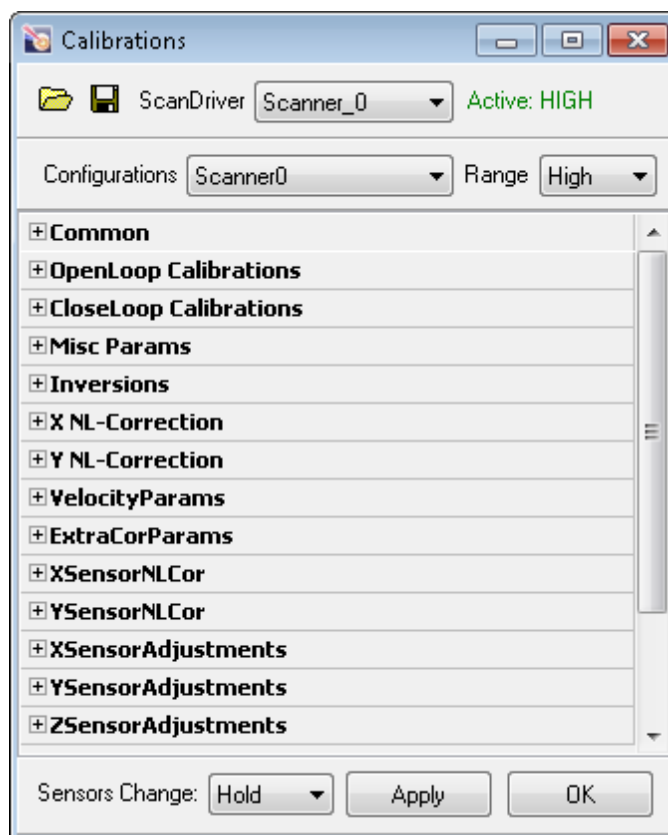 Calibrations
ScanDriver Scanner_0 Active: HIGH
Configurations Scanner0 Range High
Common
OpenLoop Calibrations
CloseLoop Calibrations
Misc Params
Inversions
X NL-Correction
Y NL-Correction
VelocityParams
ExtraCorParams
XSensorNLCor
YSensorNLCor
XSensorAdjustments
YSensorAdjustments
ZSensorAdjustments
Sensors Change: Hold Apply OK